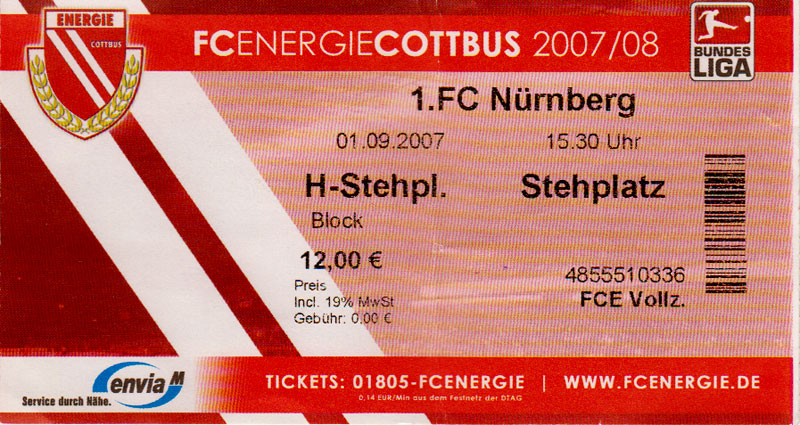 ENERGIE
COTTBUS
FCENERGIECOTTBUS 2007/08
BUNDES
LIGA
1.FC Nürnberg
01.09.2007 15.30 Uhr
H-Stehpl. Stehplatz
Block
12,00 €
Preis
Incl. 19% MwSt
Gebühr: 0.00 €
4855510336
FCE Vollz.
envia M
Service durch Nähe.
TICKETS: 01805-FCENERGIE | WWW.FCENERGIE.DE
0,14 EUR/Min aus dem Festnetz der DTAG